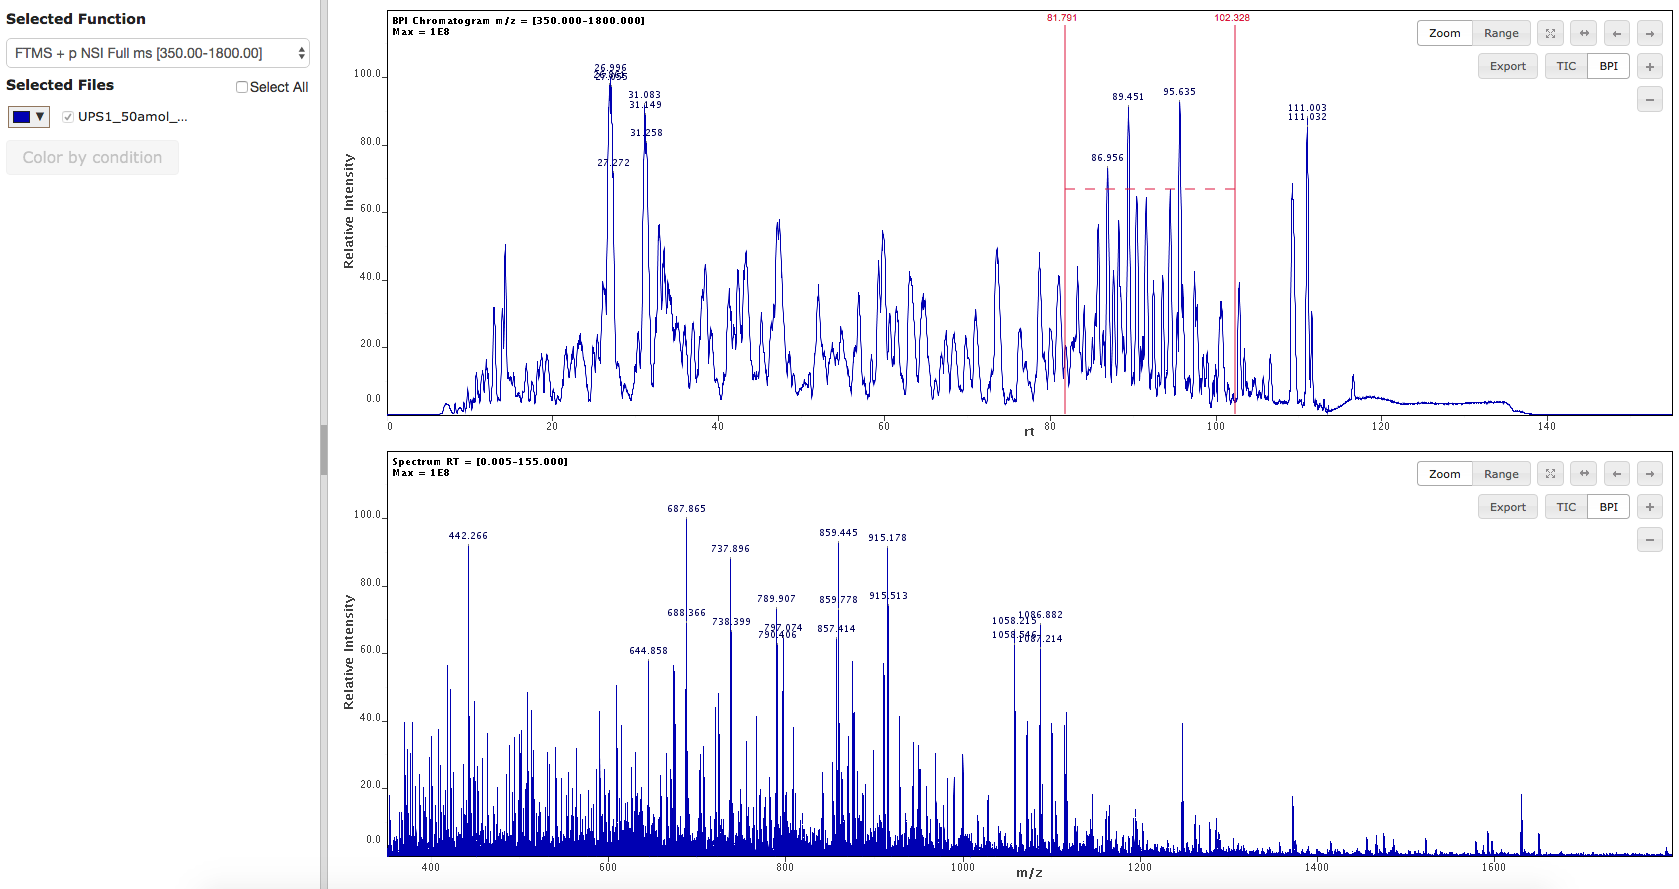 Selected Function
FTMS + p NSI Full ms [350.00-1800.00]
Selected Files
Select All
UPS1_50amol_...
Color by condition
BPI Chromatogram m/z = [350.000-1800.000]
Max = 1E8
81.791
102.328
Zoom Range
Export TIC BPI
Relative Intensity
100.0
80.0
60.0
40.0
20.0
0.0
26.996
27.272
31.083
31.149
31.258
86.956
89.451
95.635
111.003
111.032
0 20 40 60 80 100 120 140
rt
Spectrum RT = [0.005-155.000]
Max = 1E8
Zoom Range
Export TIC BPI
Relative Intensity
100.0
80.0
60.0
40.0
20.0
0.0
442.266
644.858
687.865
688.366
737.896
738.399
789.907
797.074
790.406
859.445
859.778
857.414
915.178
915.513
1058.215
1086.882
1087.214
400 600 800 1000 1200 1400 1600
m/z